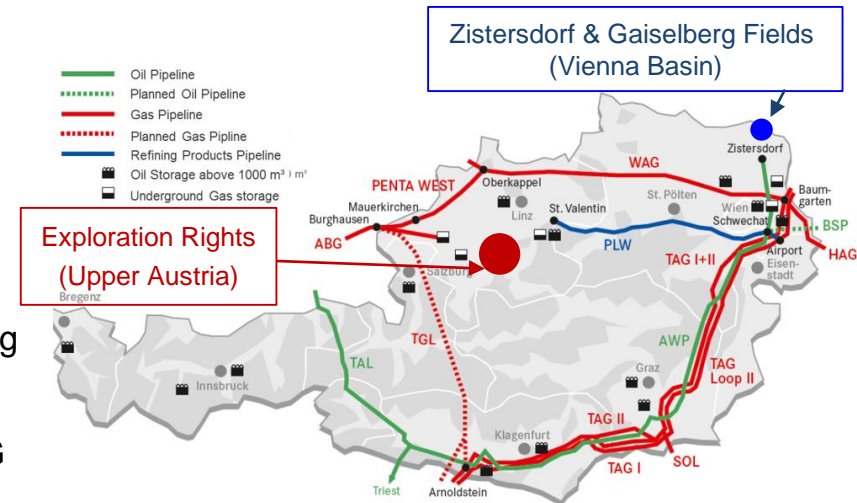 Zistersdorf & Gaiselberg Fields
(Vienna Basin)
Oil Pipeline
Planned Oil Pipeline
Gas Pipeline
Planned Gas Pipline
Refining Products Pipeline
Oil Storage above 1000 m³ ) m³
Underground Gas storage
Exploration Rights
(Upper Austria)
Zistersdorf
WAG
PENTA WEST
Oberkappel
Mauerkirchen
Burghausen
Linz
St. Valentin
St. Pölten
Wien
Baum-
garten
Schwechat
BSP
ABG
PLW
Airport
HAG
TAG I+II
Eisen-
stadt
Salzburg
Bregenz
TGL
TAL
AWP
TAG
Loop II
Innsbruck
Graz
TAG II
Klagenfurt
SOL
TAG I
Triest
Arnoldstein
g
G